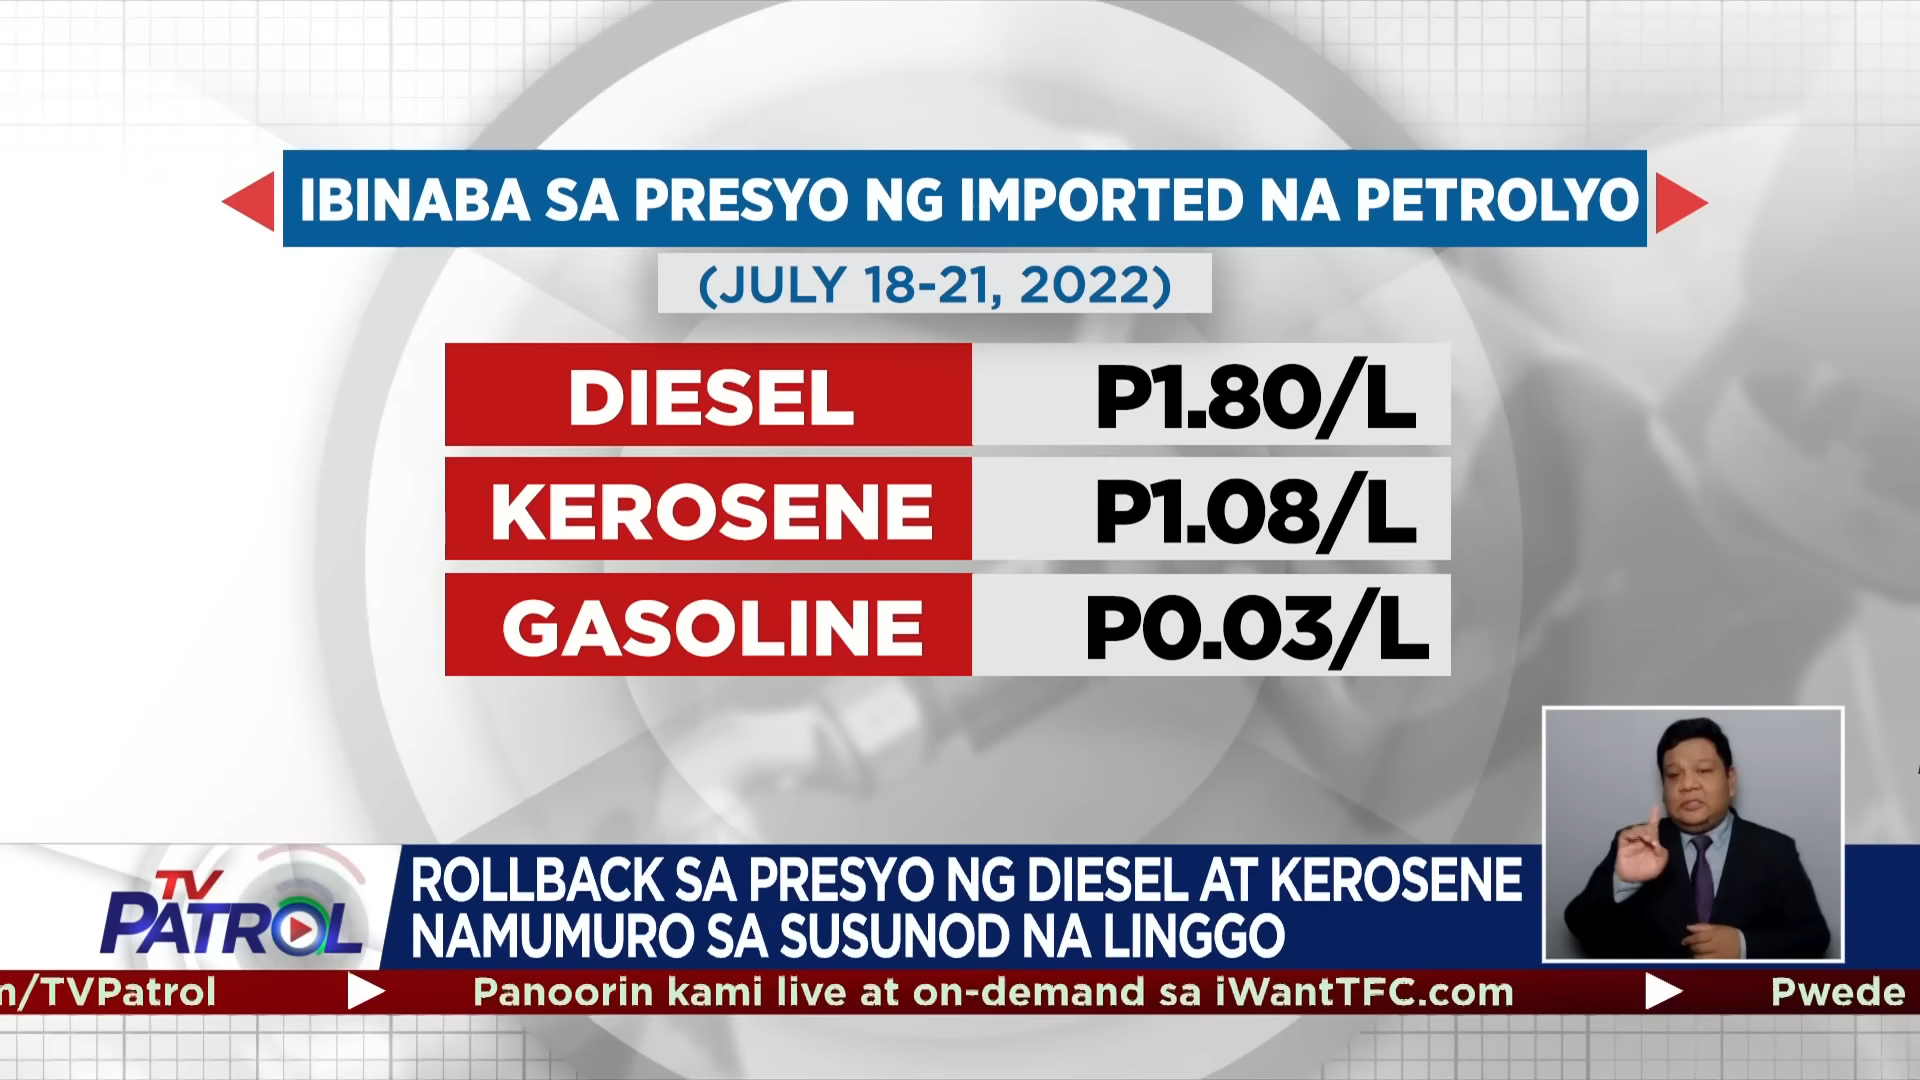 IBINABA SA PRESYO NG IMPORTED NA PETROLYO
(JULY 18-21, 2022)
DIESEL P1.80/L
KEROSENE P1.08/L
GASOLINE P0.03/L
TV PATROL
ROLLBACK SA PRESYO NG DIESEL AT KEROSENE
NAMUMURO SA SUSUNOD NA LINGGO
n/TVPatrol Panoorin kami live at on-demand sa iWantTFC.com Pwede